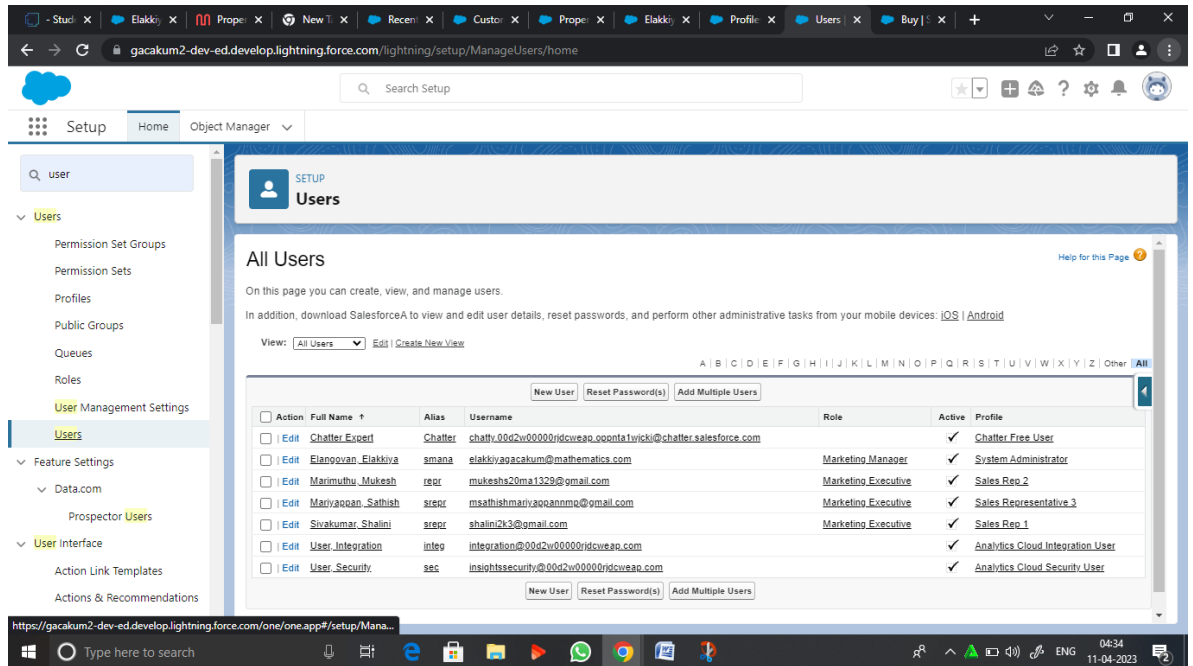 - Stude
Elakkiy
Proper
New Ta
Recent
Custor
Proper
Elakkiy
Profile
Users |
Buy | S
gacakum2-dev-ed.develop.lightning.force.com/lightning/setup/ManageUsers/home
Search Setup
Setup Home Object Manager
user
Users
Permission Set Groups
Permission Sets
Profiles
Public Groups
Queues
Roles
User Management Settings
Users
Feature Settings
Data.com
Prospector Users
User Interface
Action Link Templates
Actions & Recommendations
SETUP
Users
All Users
Help for this Page
On this page you can create, view, and manage users.
In addition, download SalesforceA to view and edit user details, reset passwords, and perform other administrative tasks from your mobile devices: iOS | Android
View: All Users Edit | Create New View
A | B | C | D | E | F | G | H | I | J | K | L | M | N | O | P | Q | R | S | T | U | V | W | X | Y | Z | Other | All
New User Reset Password(s) Add Multiple Users
Action Full Name ↑ Alias Username Role Active Profile
| Edit Chatter Expert Chatter chatty.00d2w00000rjdcweap.oppnta1wjcki@chatter.salesforce.com ✓ Chatter Free User
| Edit Elangovan, Elakkiya smana elakkiyagacakum@mathematics.com Marketing Manager ✓ System Administrator
| Edit Marimuthu, Mukesh repr mukeshs20ma1329@gmail.com Marketing Executive ✓ Sales Rep 2
| Edit Mariyappan, Sathish srepr msathishmariyappannmp@gmail.com Marketing Executive ✓ Sales Representative 3
| Edit Sivakumar, Shalini srepr shalini2k3@gmail.com Marketing Executive ✓ Sales Rep 1
| Edit User, Integration integ integration@00d2w00000rjdcweap.com ✓ Analytics Cloud Integration User
| Edit User, Security sec insightssecurity@00d2w00000rjdcweap.com ✓ Analytics Cloud Security User
New User Reset Password(s) Add Multiple Users
https://gacakum2-dev-ed.develop.lightning.force.com/one/one.app#/setup/Mana...
Type here to search
ENG
04:34
11-04-2023
2